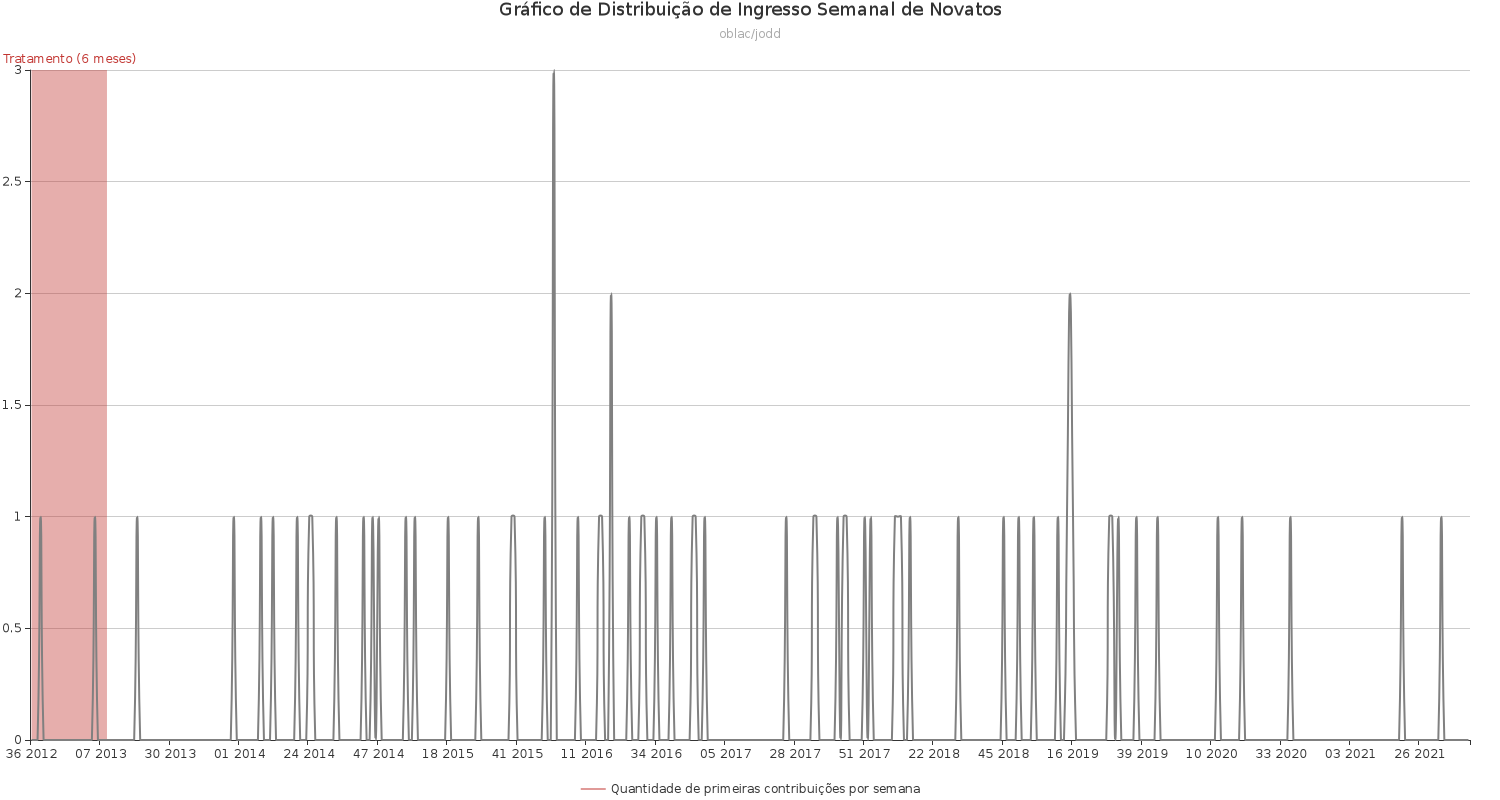 Gráfico de Distribuição de Ingresso Semanal de Novatos
oblac/jodd
Tratamento (6 meses)
3
2.5
2
1.5
1
0.5
0
36 2012 07 2013 30 2013 01 2014 24 2014 47 2014 18 2015 41 2015 11 2016 34 2016 05 2017 28 2017 51 2017 22 2018 45 2018 16 2019 39 2019 10 2020 33 2020 03 2021 26 2021
Quantidade de primeiras contribuições por semana